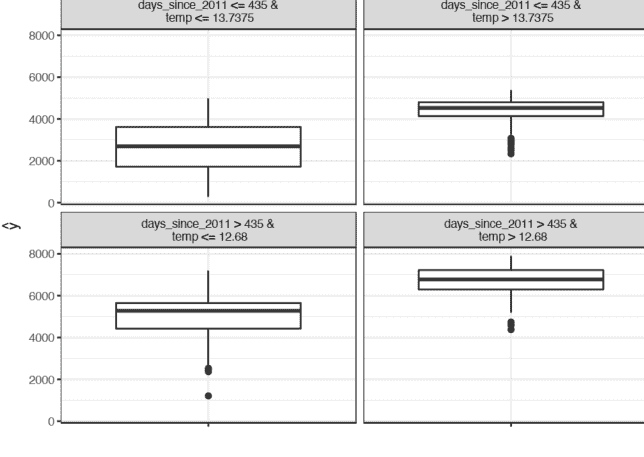 days_since_2011 <= 435 &
temp <= 13.7375
days_since_2011 <= 435 &
temp > 13.7375
8000
6000
4000
2000
0
ŷ
days_since_2011 > 435 &
temp <= 12.68
days_since_2011 > 435 &
temp > 12.68
8000
6000
4000
2000
0